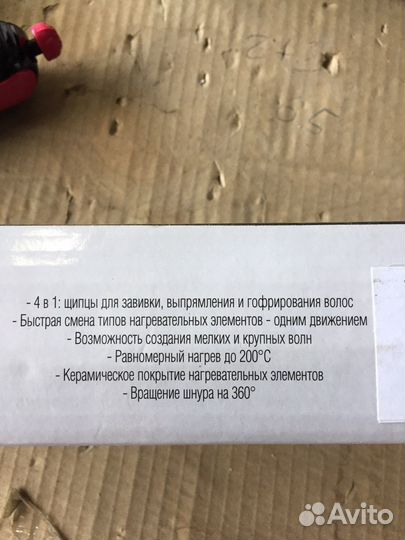 - 4 в 1: щипцы для завивки, выпрямления и гофрирования волос
- Быстрая смена типов нагревательных элементов - одним движением
- Возможность создания мелких и крупных волн
- Равномерный нагрев до 200°С
- Керамическое покрытие нагревательных элементов
- Вращение шнура на 360°
Avito